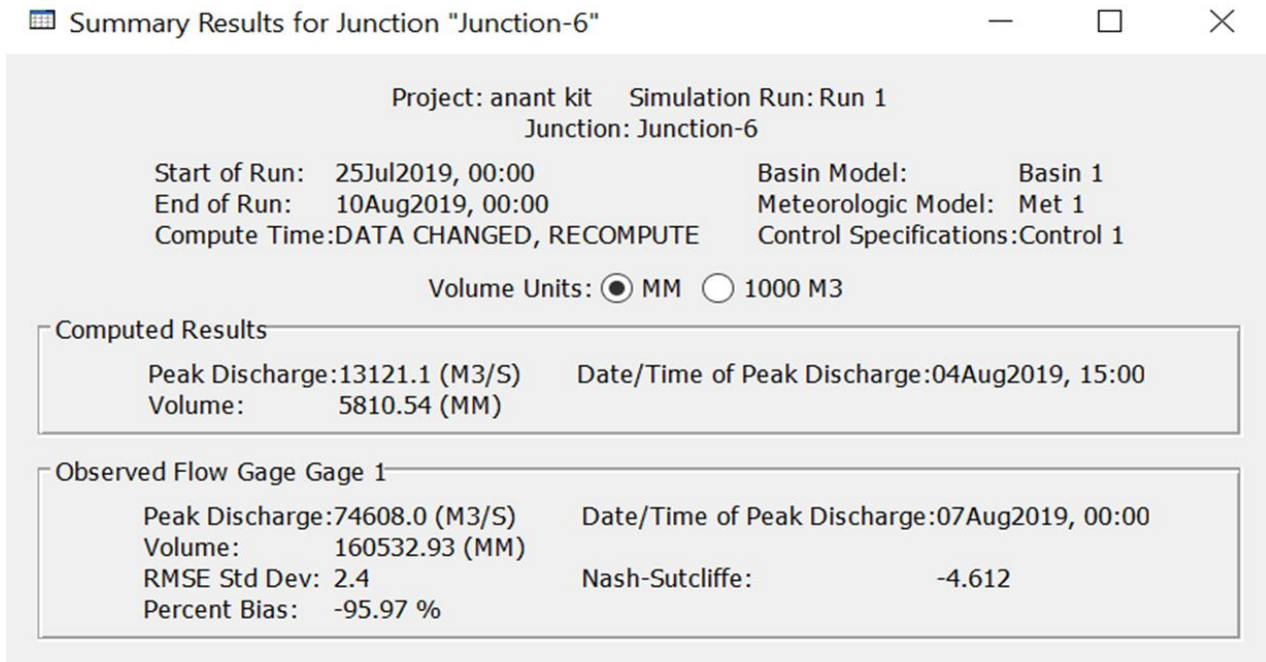 Summary Results for Junction "Junction-6"
Project: anant kit Simulation Run: Run 1
Junction: Junction-6
Start of Run: 25Jul2019, 00:00 Basin Model: Basin 1
End of Run: 10Aug2019, 00:00 Meteorologic Model: Met 1
Compute Time:DATA CHANGED, RECOMPUTE Control Specifications:Control 1
Volume Units: MM 1000 M3
Computed Results
Peak Discharge:13121.1 (M3/S) Date/Time of Peak Discharge:04Aug2019, 15:00
Volume: 5810.54 (MM)
Observed Flow Gage Gage 1
Peak Discharge:74608.0 (M3/S) Date/Time of Peak Discharge:07Aug2019, 00:00
Volume: 160532.93 (MM)
RMSE Std Dev: 2.4 Nash-Sutcliffe: -4.612
Percent Bias: -95.97 %